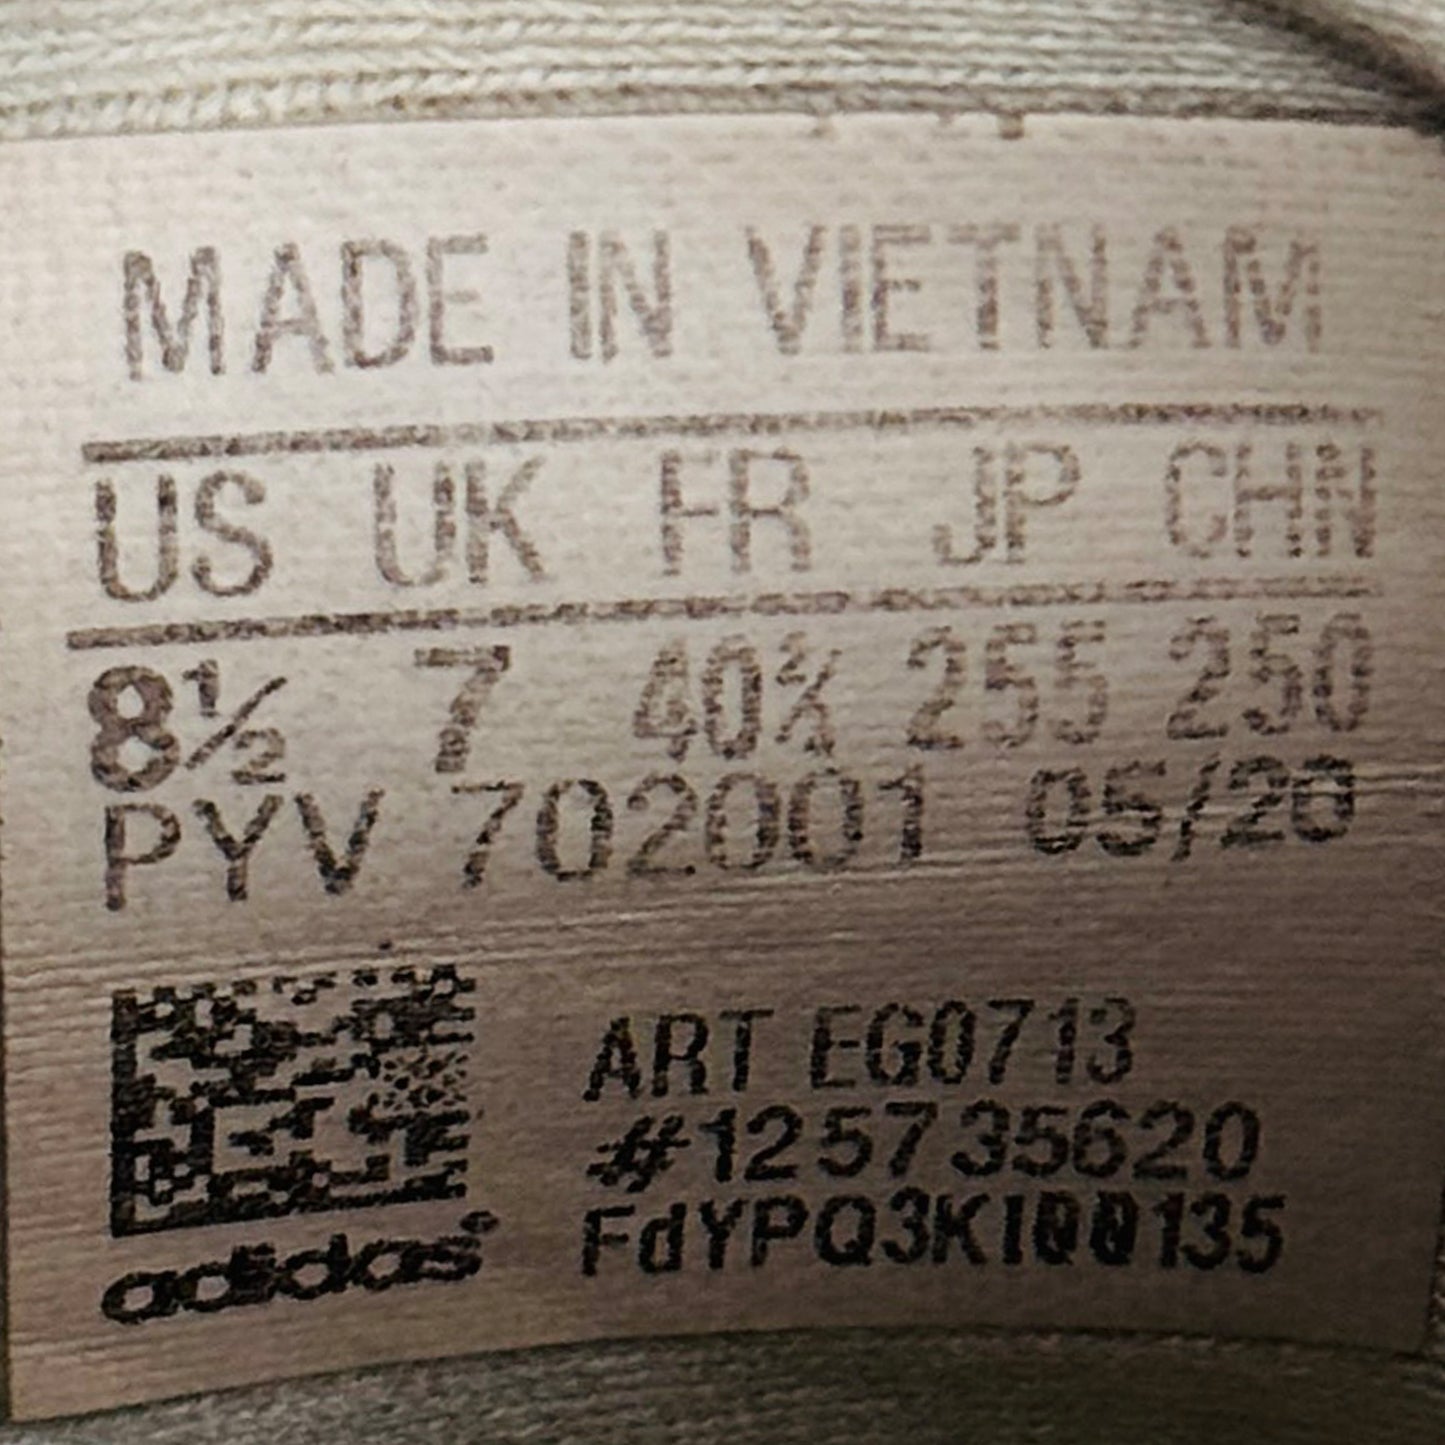 MADE IN VIETNAM
US UK FR JP CHN
8½ 7 40⅔ 255 250
PYV 702001 05/20
ART EG0713
#125735620
FdYPQ3KI00135
adidas